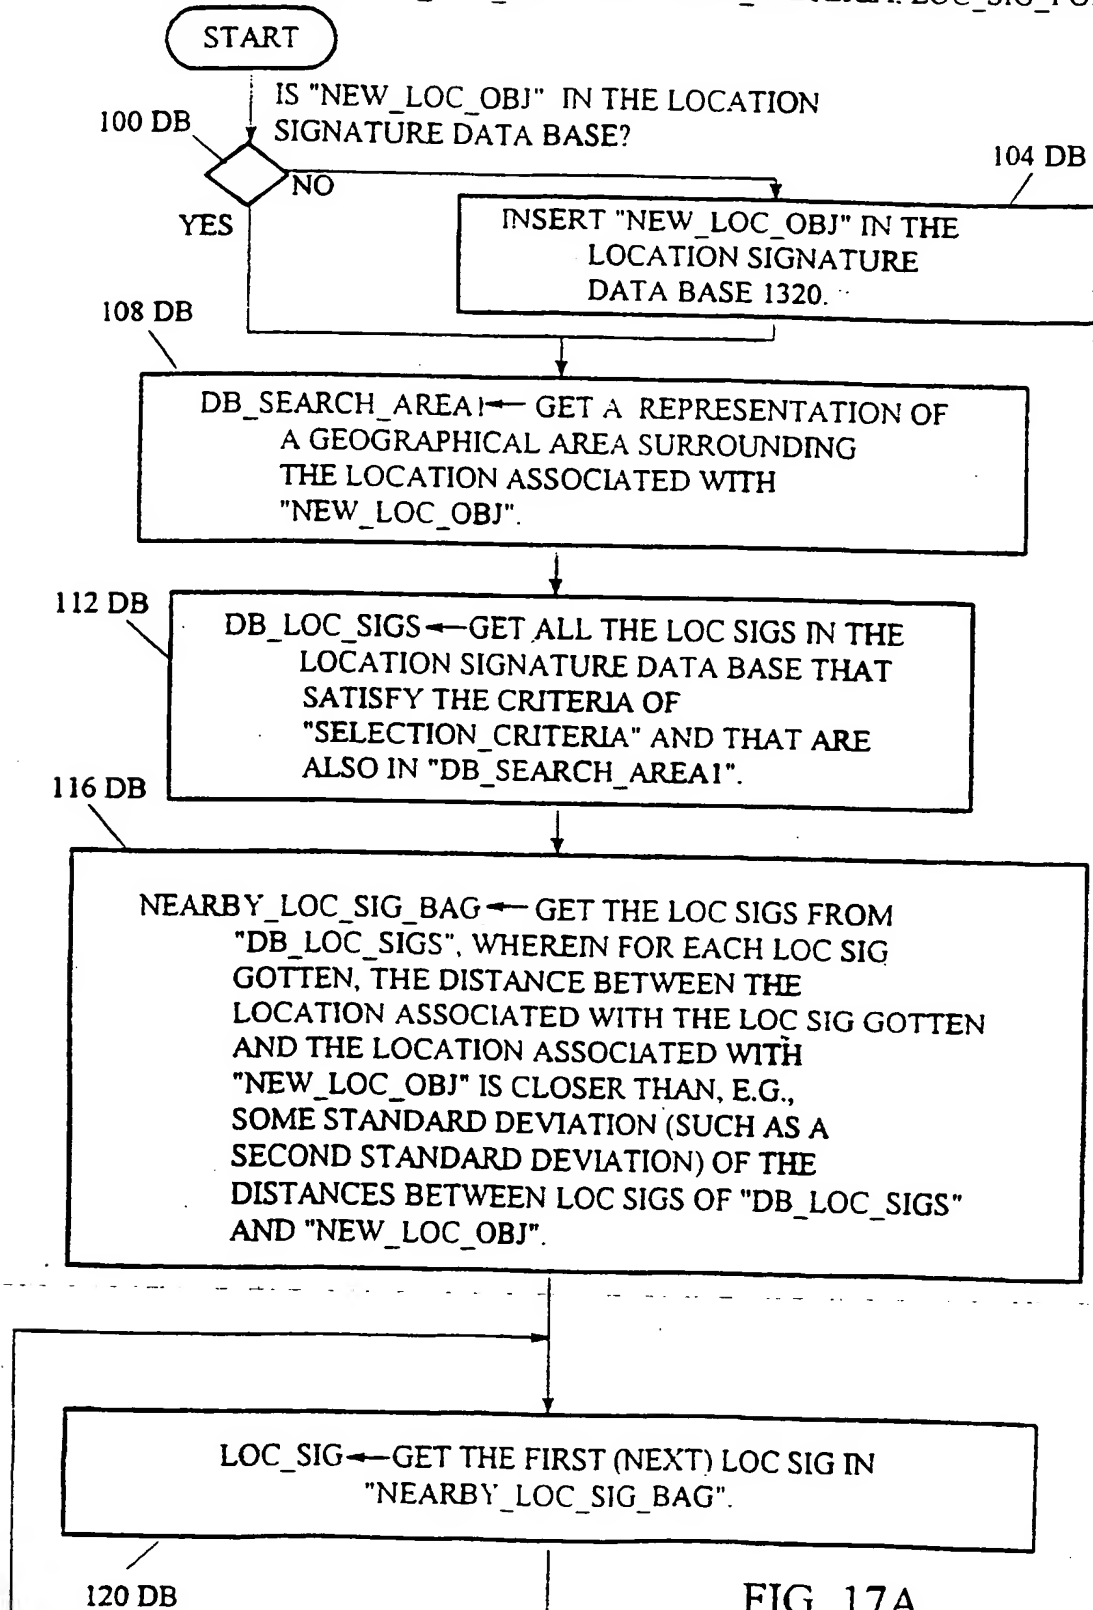 START
IS "NEW_LOC_OBJ" IN THE LOCATION
SIGNATURE DATA BASE?
100 DB
NO
YES
104 DB
INSERT "NEW_LOC_OBJ" IN THE
LOCATION SIGNATURE
DATA BASE 1320.
108 DB
DB_SEARCH_AREA1← GET A REPRESENTATION OF
A GEOGRAPHICAL AREA SURROUNDING
THE LOCATION ASSOCIATED WITH
"NEW_LOC_OBJ".
112 DB
DB_LOC_SIGS←GET ALL THE LOC SIGS IN THE
LOCATION SIGNATURE DATA BASE THAT
SATISFY THE CRITERIA OF
"SELECTION_CRITERIA" AND THAT ARE
ALSO IN "DB_SEARCH_AREA1".
116 DB
NEARBY_LOC_SIG_BAG← GET THE LOC SIGS FROM
"DB_LOC_SIGS", WHEREIN FOR EACH LOC SIG
GOTTEN, THE DISTANCE BETWEEN THE
LOCATION ASSOCIATED WITH THE LOC SIG GOTTEN
AND THE LOCATION ASSOCIATED WITH
"NEW_LOC_OBJ" IS CLOSER THAN, E.G.,
SOME STANDARD DEVIATION (SUCH AS A
SECOND STANDARD DEVIATION) OF THE
DISTANCES BETWEEN LOC SIGS OF "DB_LOC_SIGS"
AND "NEW_LOC_OBJ".
LOC_SIG←GET THE FIRST (NEXT) LOC SIG IN
"NEARBY_LOC_SIG_BAG".
120 DB
FIG. 17A